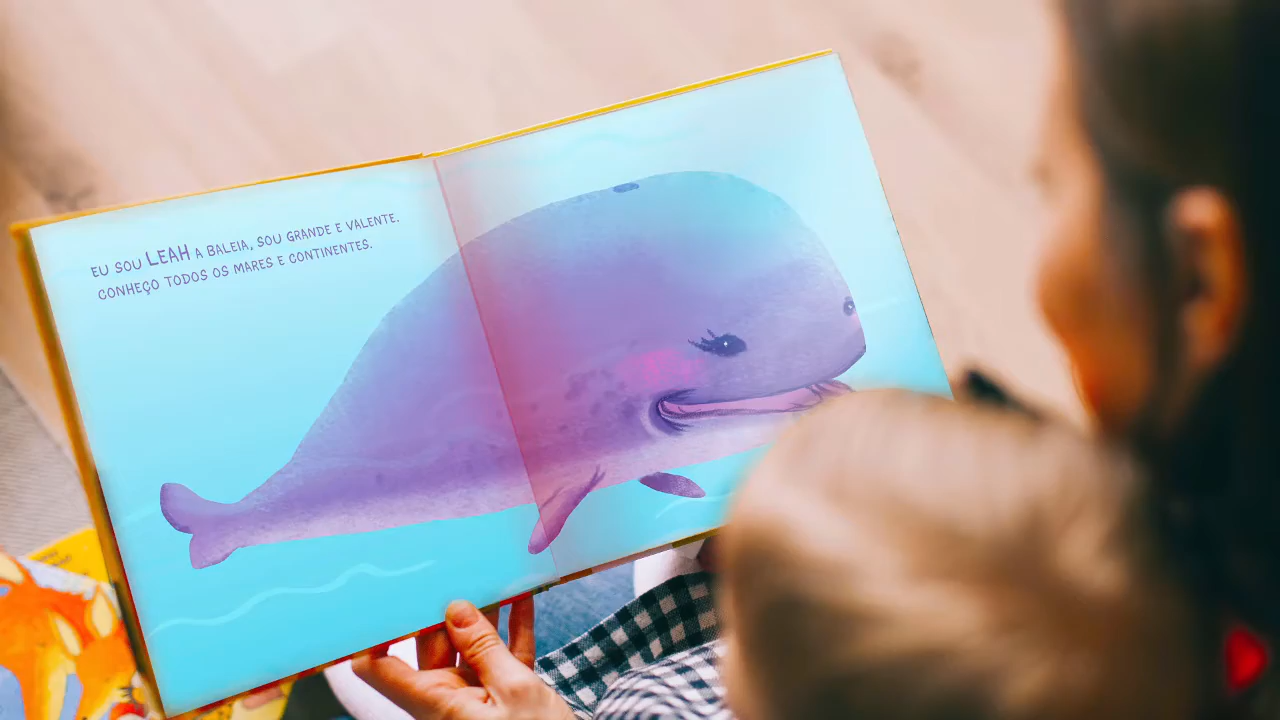 EU SOU LEAH A BALEIA, SOU GRANDE E VALENTE.
CONHEÇO TODOS OS MARES E CONTINENTES.